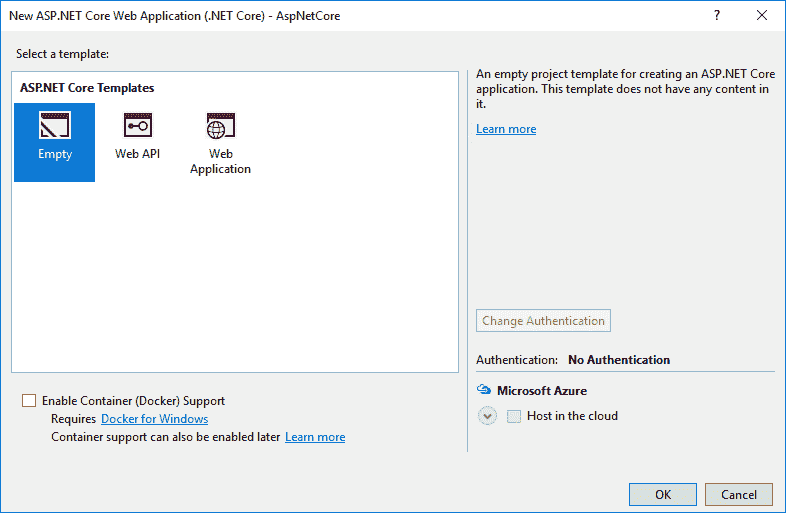 New ASP.NET Core Web Application (.NET Core) - AspNetCore
?
Select a template:
ASP.NET Core Templates
Empty
Web API
Web
Application
An empty project template for creating an ASP.NET Core
application. This template does not have any content in
it.
Learn more
Change Authentication
Authentication: No Authentication
Microsoft Azure
Host in the cloud
Enable Container (Docker) Support
Requires Docker for Windows
Container support can also be enabled later Learn more
OK
Cancel